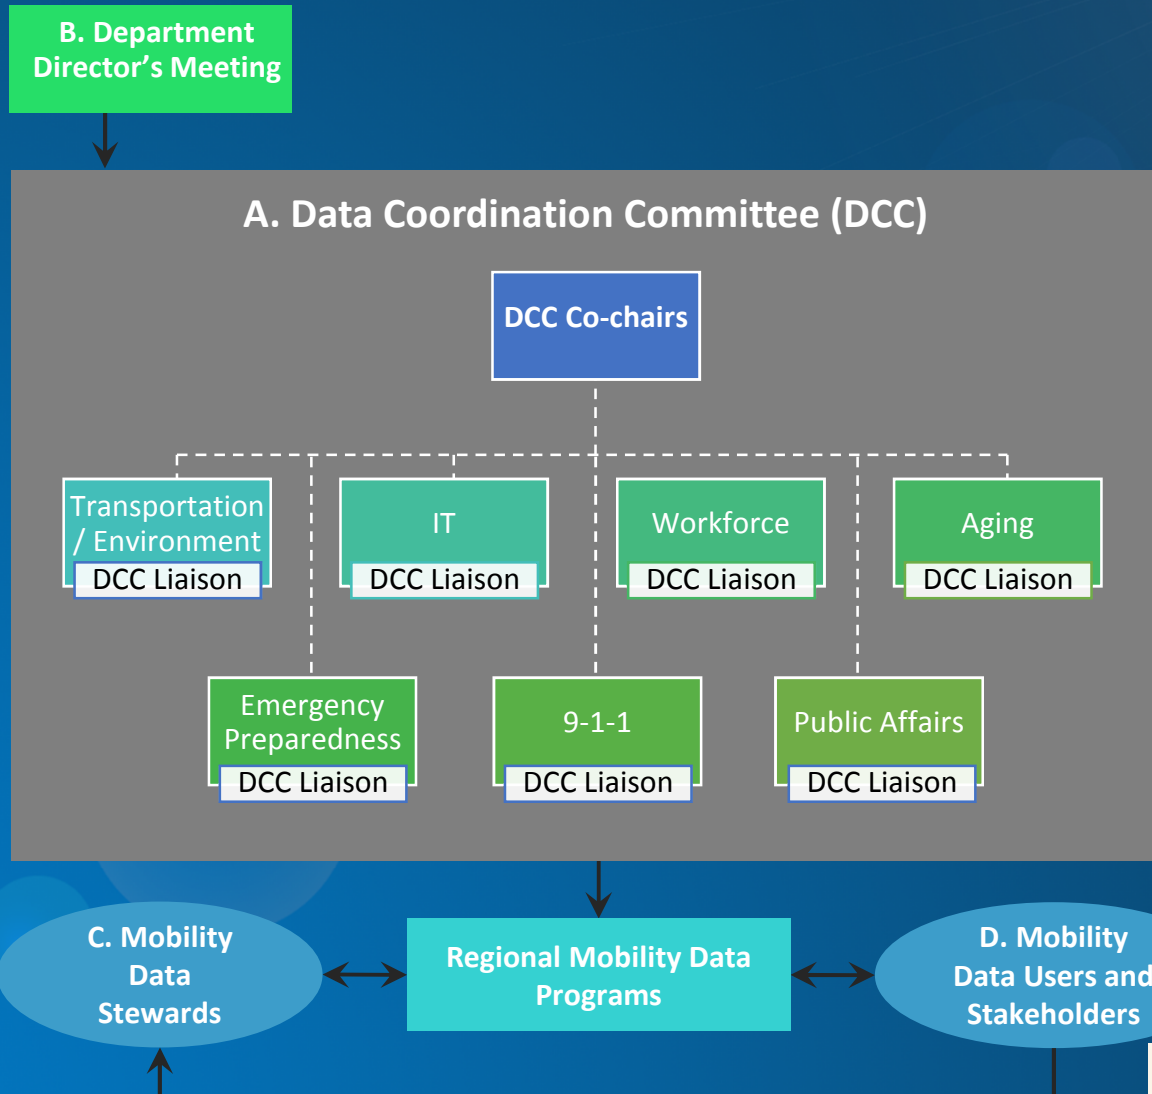 B. Department
Director's Meeting
A. Data Coordination Committee (DCC)
DCC Co-chairs
Transportation
/ Environment
DCC Liaison
IT
DCC Liaison
Workforce
DCC Liaison
Aging
DCC Liaison
Emergency
Preparedness
DCC Liaison
9-1-1
DCC Liaison
Public Affairs
DCC Liaison
C. Mobility
Data
Stewards
Regional Mobility Data
Programs
D. Mobility
Data Users and
Stakeholders